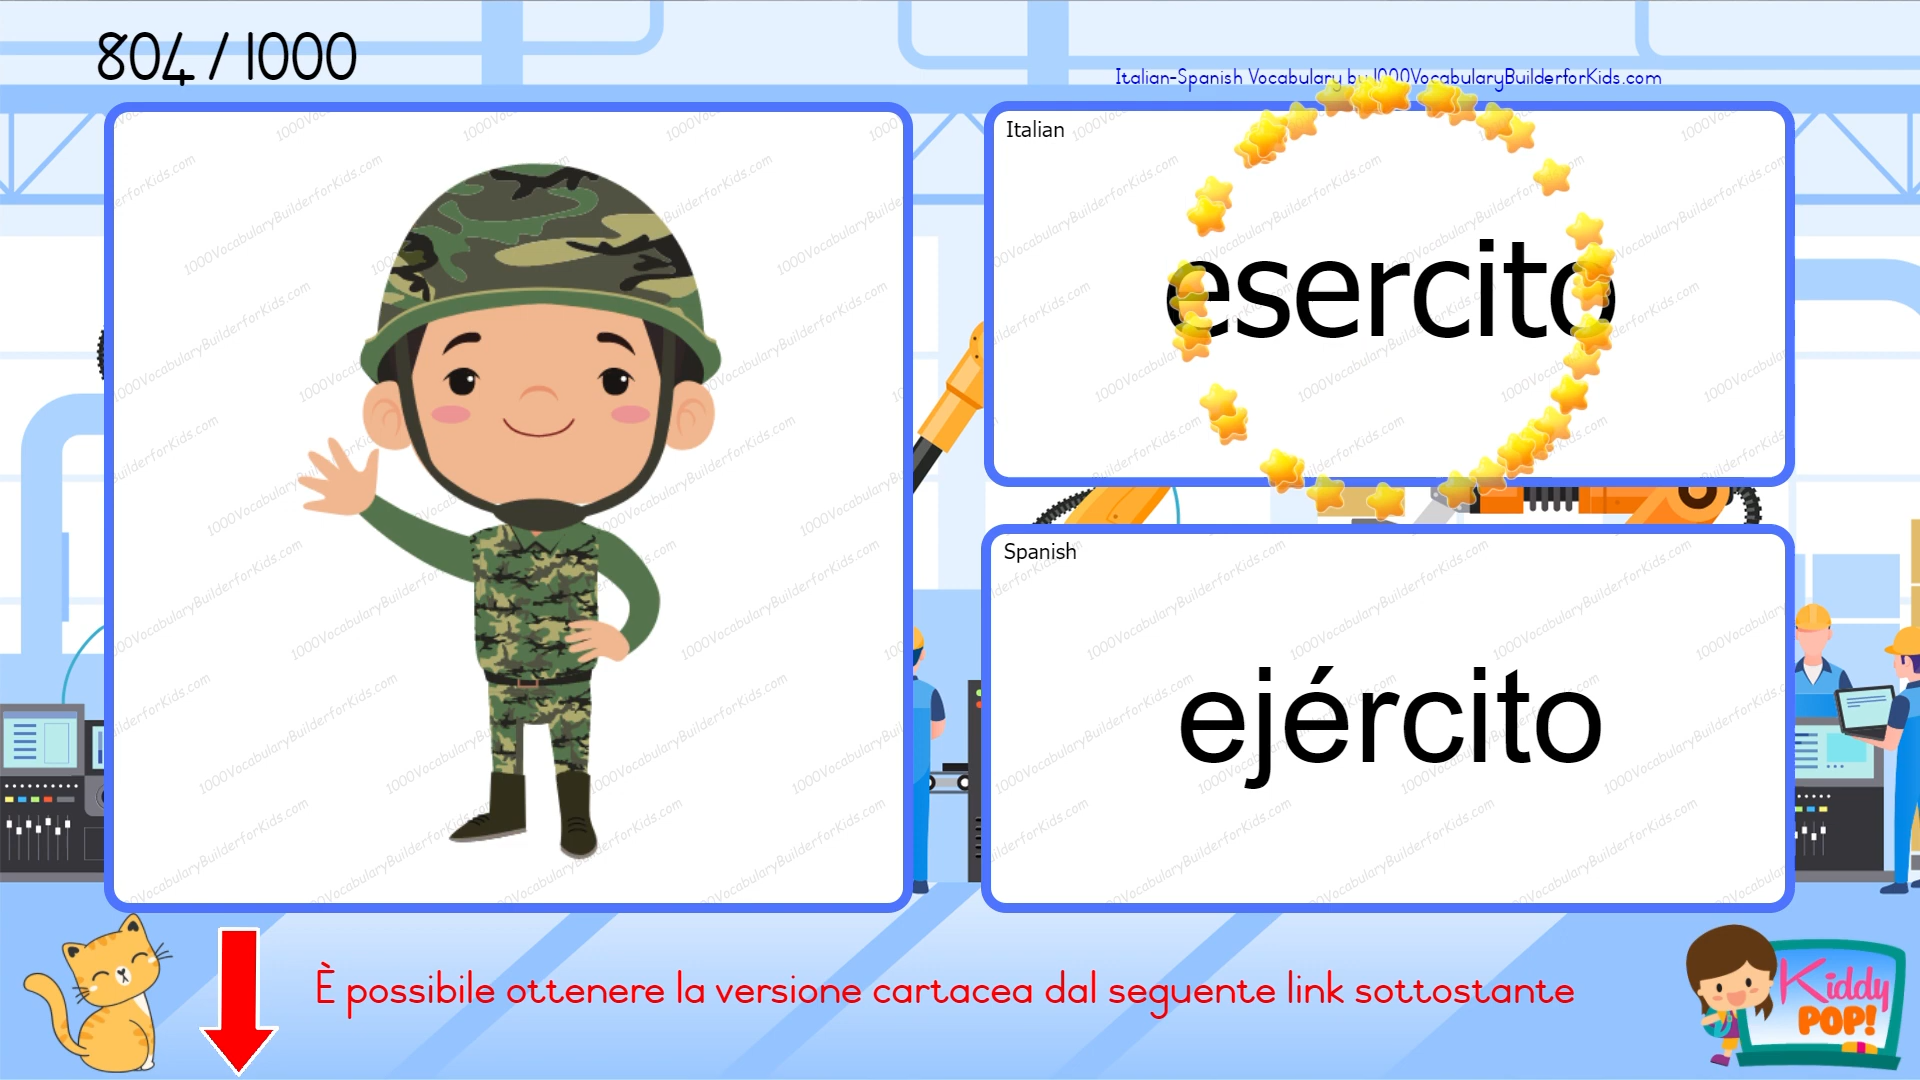 804 / 1000
Italian-Spanish Vocabulary by 1000VocabularyBuilderforKids.com
Italian
esercito
Spanish
ejército
È possibile ottenere la versione cartacea dal seguente link sottostante
Kiddy
POP!